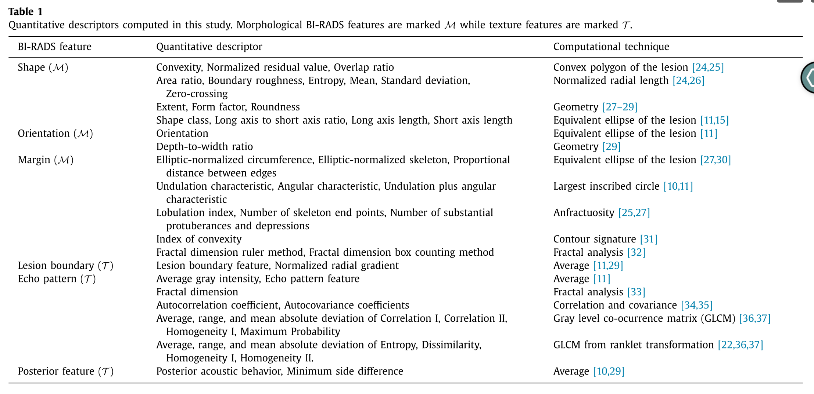 Table 1
Quantitative descriptors computed in this study. Morphological BI-RADS features are marked ℳ while texture features are marked 𝒯.
BI-RADS feature Quantitative descriptor Computational technique
Shape (ℳ) Convexity, Normalized residual value, Overlap ratio Convex polygon of the lesion [24,25]
Area ratio, Boundary roughness, Entropy, Mean, Standard deviation, Normalized radial length [24,26]
Zero-crossing
Extent, Form factor, Roundness Geometry [27–29]
Shape class, Long axis to short axis ratio, Long axis length, Short axis length Equivalent ellipse of the lesion [11,15]
Orientation (ℳ) Orientation Equivalent ellipse of the lesion [11]
Depth-to-width ratio Geometry [29]
Margin (ℳ) Elliptic-normalized circumference, Elliptic-normalized skeleton, Proportional Equivalent ellipse of the lesion [27,30]
distance between edges
Undulation characteristic, Angular characteristic, Undulation plus angular Largest inscribed circle [10,11]
characteristic
Lobulation index, Number of skeleton end points, Number of substantial Anfractuosity [25,27]
protuberances and depressions
Index of convexity Contour signature [31]
Fractal dimension ruler method, Fractal dimension box counting method Fractal analysis [32]
Lesion boundary (𝒯) Lesion boundary feature, Normalized radial gradient Average [11,29]
Echo pattern (𝒯) Average gray intensity, Echo pattern feature Average [11]
Fractal dimension Fractal analysis [33]
Autocorrelation coefficient, Autocovariance coefficients Correlation and covariance [34,35]
Average, range, and mean absolute deviation of Correlation I, Correlation II, Gray level co-ocurrence matrix (GLCM) [36,37]
Homogeneity I, Maximum Probability
Average, range, and mean absolute deviation of Entropy, Dissimilarity, GLCM from ranklet transformation [22,36,37]
Homogeneity I, Homogeneity II,
Posterior feature (𝒯) Posterior acoustic behavior, Minimum side difference Average [10,29]